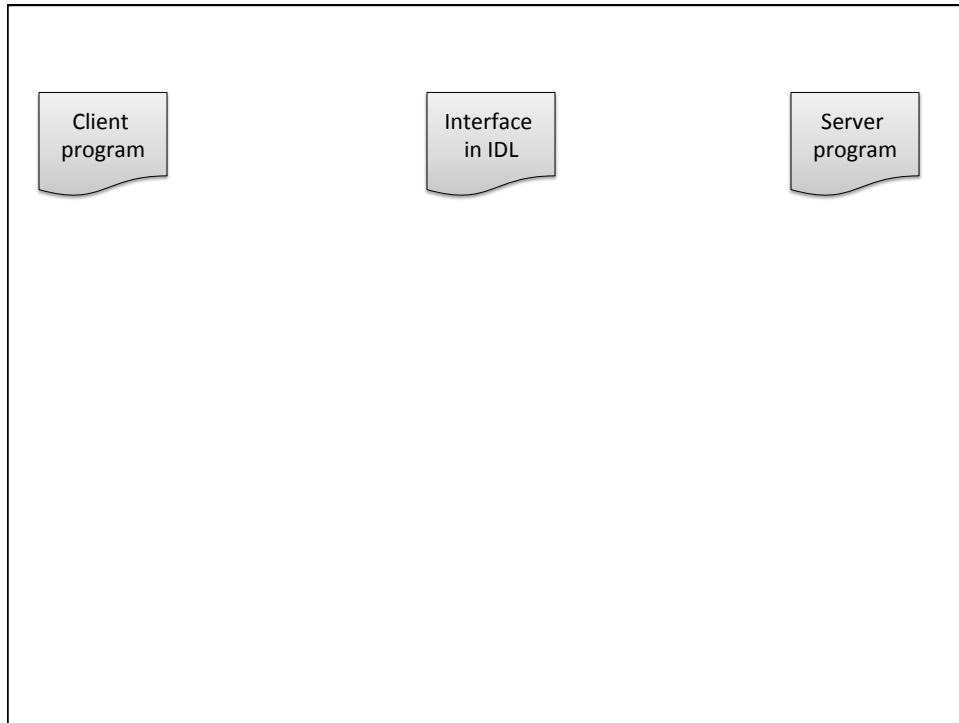 Client
program
Interface
in IDL
Server
program